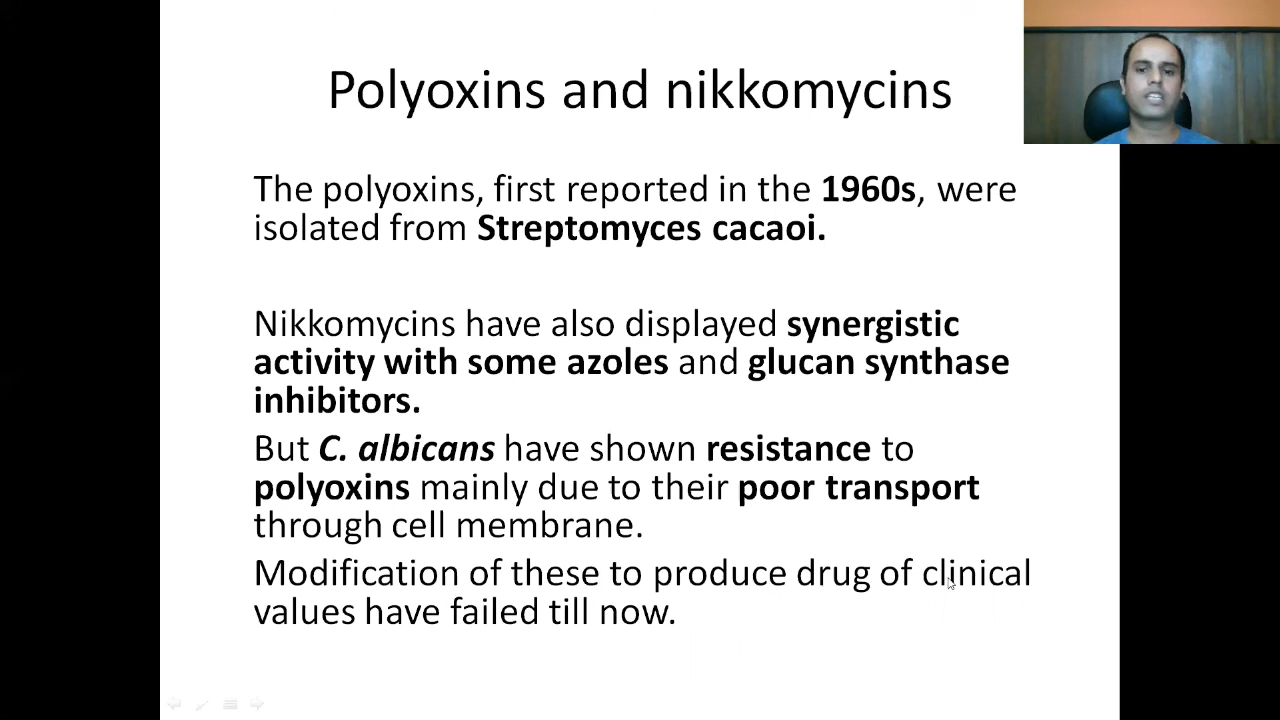 Polyoxins and nikkomycins
The polyoxins, first reported in the 1960s, were
isolated from Streptomyces cacaoi.
Nikkomycins have also displayed synergistic
activity with some azoles and glucan synthase
inhibitors.
But C. albicans have shown resistance to
polyoxins mainly due to their poor transport
through cell membrane.
Modification of these to produce drug of clinical
values have failed till now.